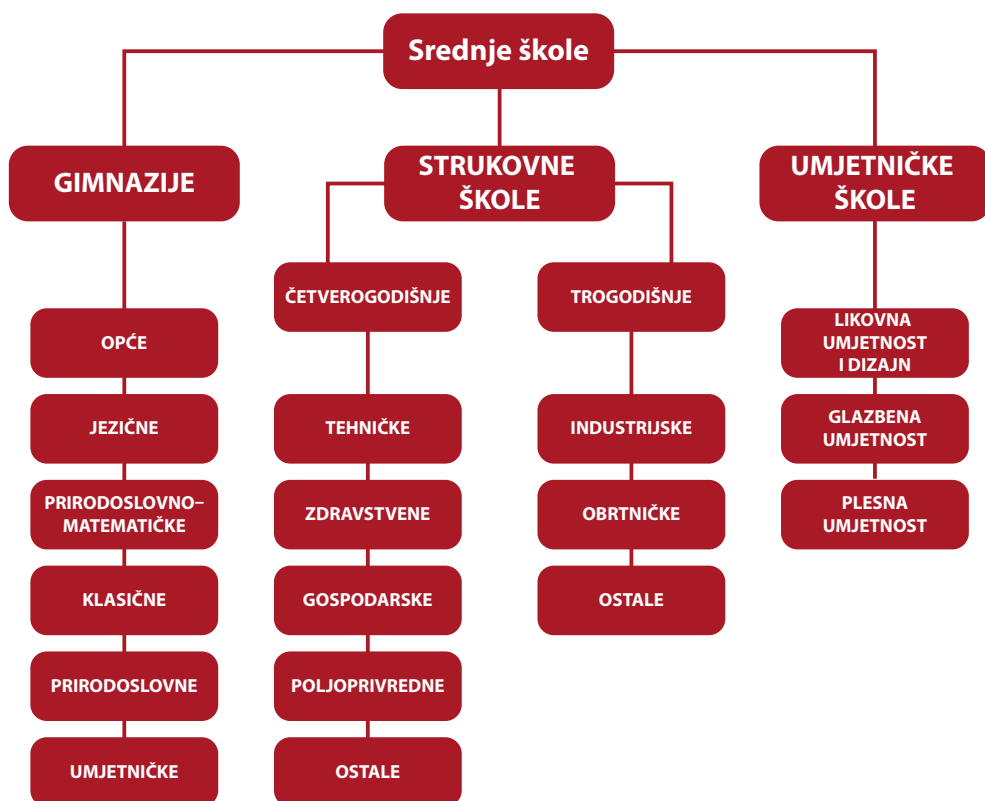 Srednje škole
GIMNAZIJE
OPĆE
JEZIČNE
PRIRODOSLOVNO–
MATEMATIČKE
KLASIČNE
PRIRODOSLOVNE
UMJETNIČKE
STRUKOVNE
ŠKOLE
ČETVEROGODIŠNJE
TEHNIČKE
ZDRAVSTVENE
GOSPODARSKE
POLJOPRIVREDNE
OSTALE
TROGODIŠNJE
INDUSTRIJSKE
OBRTNIČKE
OSTALE
UMJETNIČKE
ŠKOLE
LIKOVNA
UMJETNOST
I DIZAJN
GLAZBENA
UMJETNOST
PLESNA
UMJETNOST